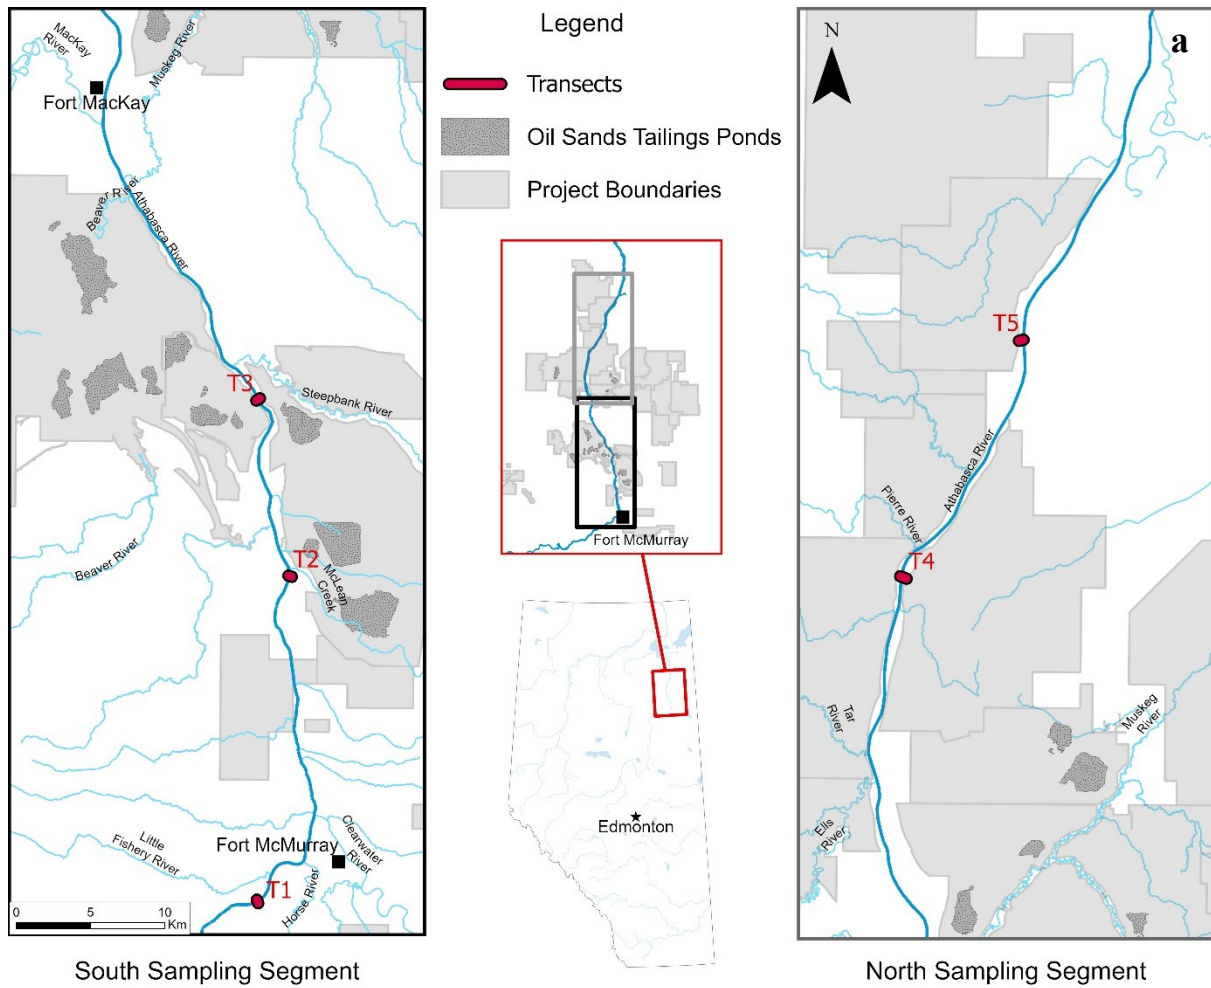 MacKay
River
Muskeg River
Fort MacKay
Beaver River
Athabasca River
T3
Steepbank River
Beaver River
T2
McLean
Creek
Little
Fishery River
Fort McMurray
Clearwater
River
T1
Horse River
0 5 10
Km
South Sampling Segment
Legend
Transects
Oil Sands Tailings Ponds
Project Boundaries
Fort McMurray
Edmonton
N
a
T5
Athabasca River
Pierre River
T4
Tar
River
Muskeg
River
Ells
River
North Sampling Segment